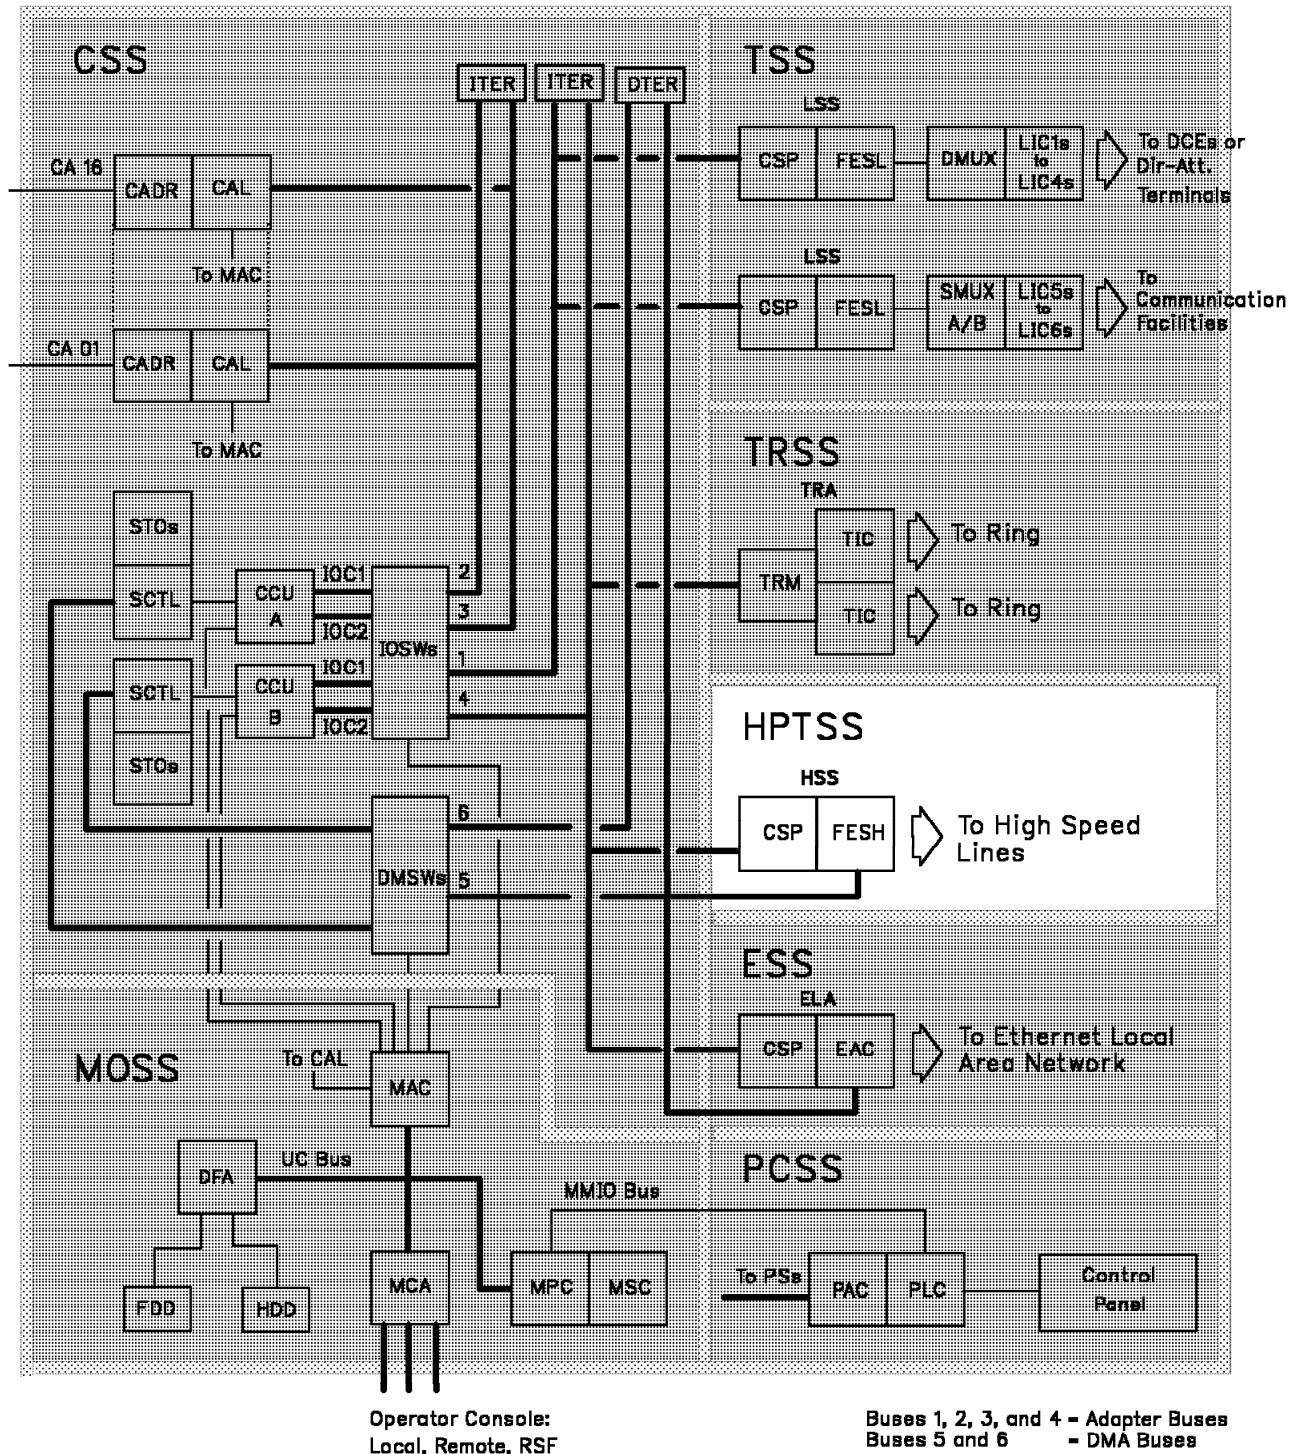 CSS
ITER
ITER
DTER
CA 16
CADR
CAL
To MAC
CA 01
CADR
CAL
To MAC
STOs
SCTL
CCU
A
IOC1
IOC2
IOSWs
2
3
1
4
SCTL
STOs
CCU
B
IOC1
IOC2
DMSWs
6
5
TSS
LSS
CSP
FESL
DMUX
LIC1s
to
LIC4s
To DCEs or
Dir-Att.
Terminals
LSS
CSP
FESL
SMUX
A/B
LIC5s
to
LIC6s
To
Communication
Facilities
TRSS
TRA
TRM
TIC
TIC
To Ring
To Ring
HPTSS
HSS
CSP
FESH
To High Speed
Lines
ESS
ELA
CSP
EAC
To Ethernet Local
Area Network
MOSS
To CAL
MAC
DFA
UC Bus
FDD
HDD
MCA
MMIO Bus
MPC
MSC
PCSS
To PSs
PAC
PLC
Control
Panel
Operator Console:
Local, Remote, RSF
Buses 1, 2, 3, and 4 = Adapter Buses
Buses 5 and 6 = DMA Buses